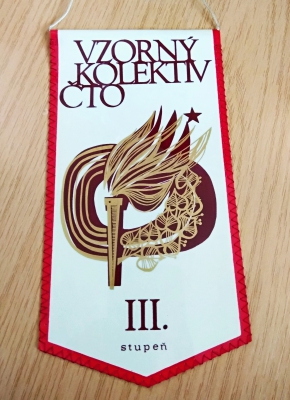 VZORNÝ
KOLEKTIV
ČTO
III.
stupeň